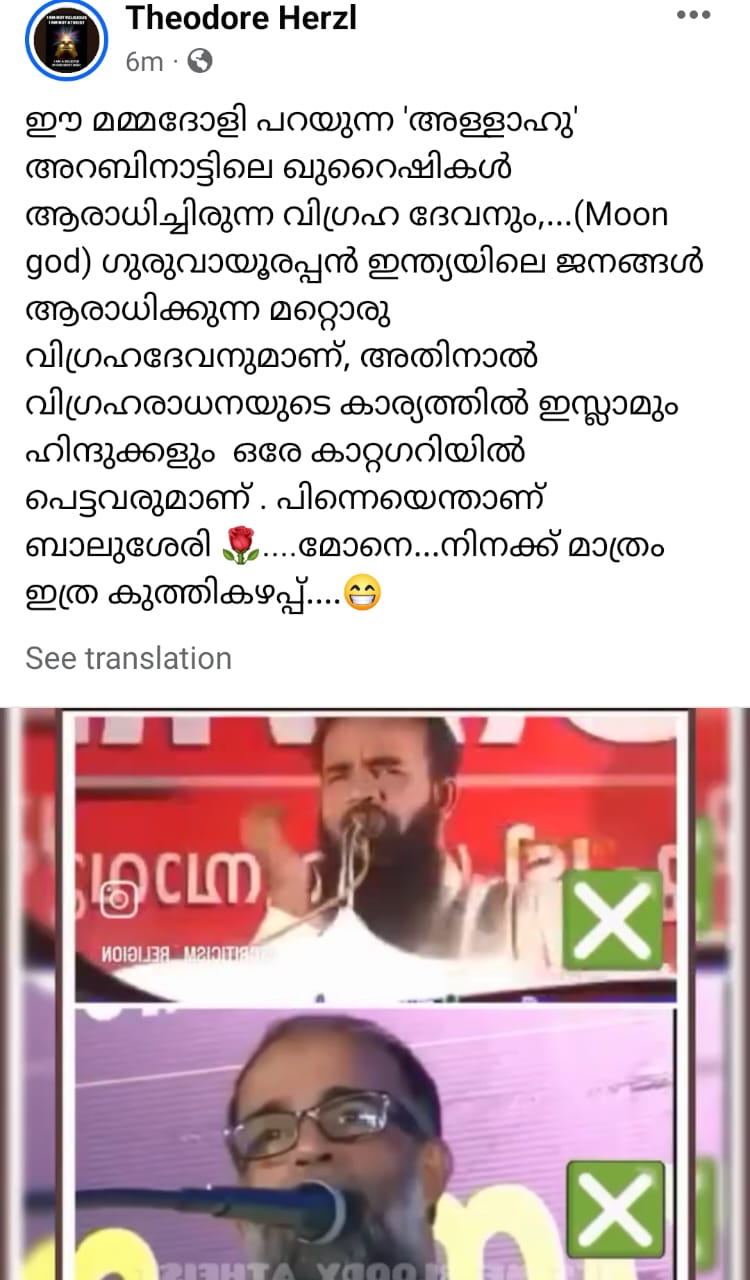 Theodore Herzl
6m ·
ഈ മമ്മദോളി പറയുന്ന 'അള്ളാഹു'
അറബിനാട്ടിലെ ഖുറൈഷികൾ
ആരാധിച്ചിരുന്ന വിഗ്രഹ ദേവനും,...(Moon
god) ഗുരുവായൂരപ്പൻ ഇന്ത്യയിലെ ജനങ്ങൾ
ആരാധിക്കുന്ന മറ്റൊരു
വിഗ്രഹദേവനുമാണ്, അതിനാൽ
വിഗ്രഹരാധനയുടെ കാര്യത്തിൽ ഇസ്ലാമും
ഹിന്ദുക്കളും ഒരേ കാറ്റഗറിയിൽ
പെട്ടവരുമാണ് . പിന്നെയെന്താണ്
ബാലുശേരി 🌹....മോനെ...നിനക്ക് മാത്രം
ഇത്ര കുത്തികഴപ്പ്....😁
See translation
RELIGION